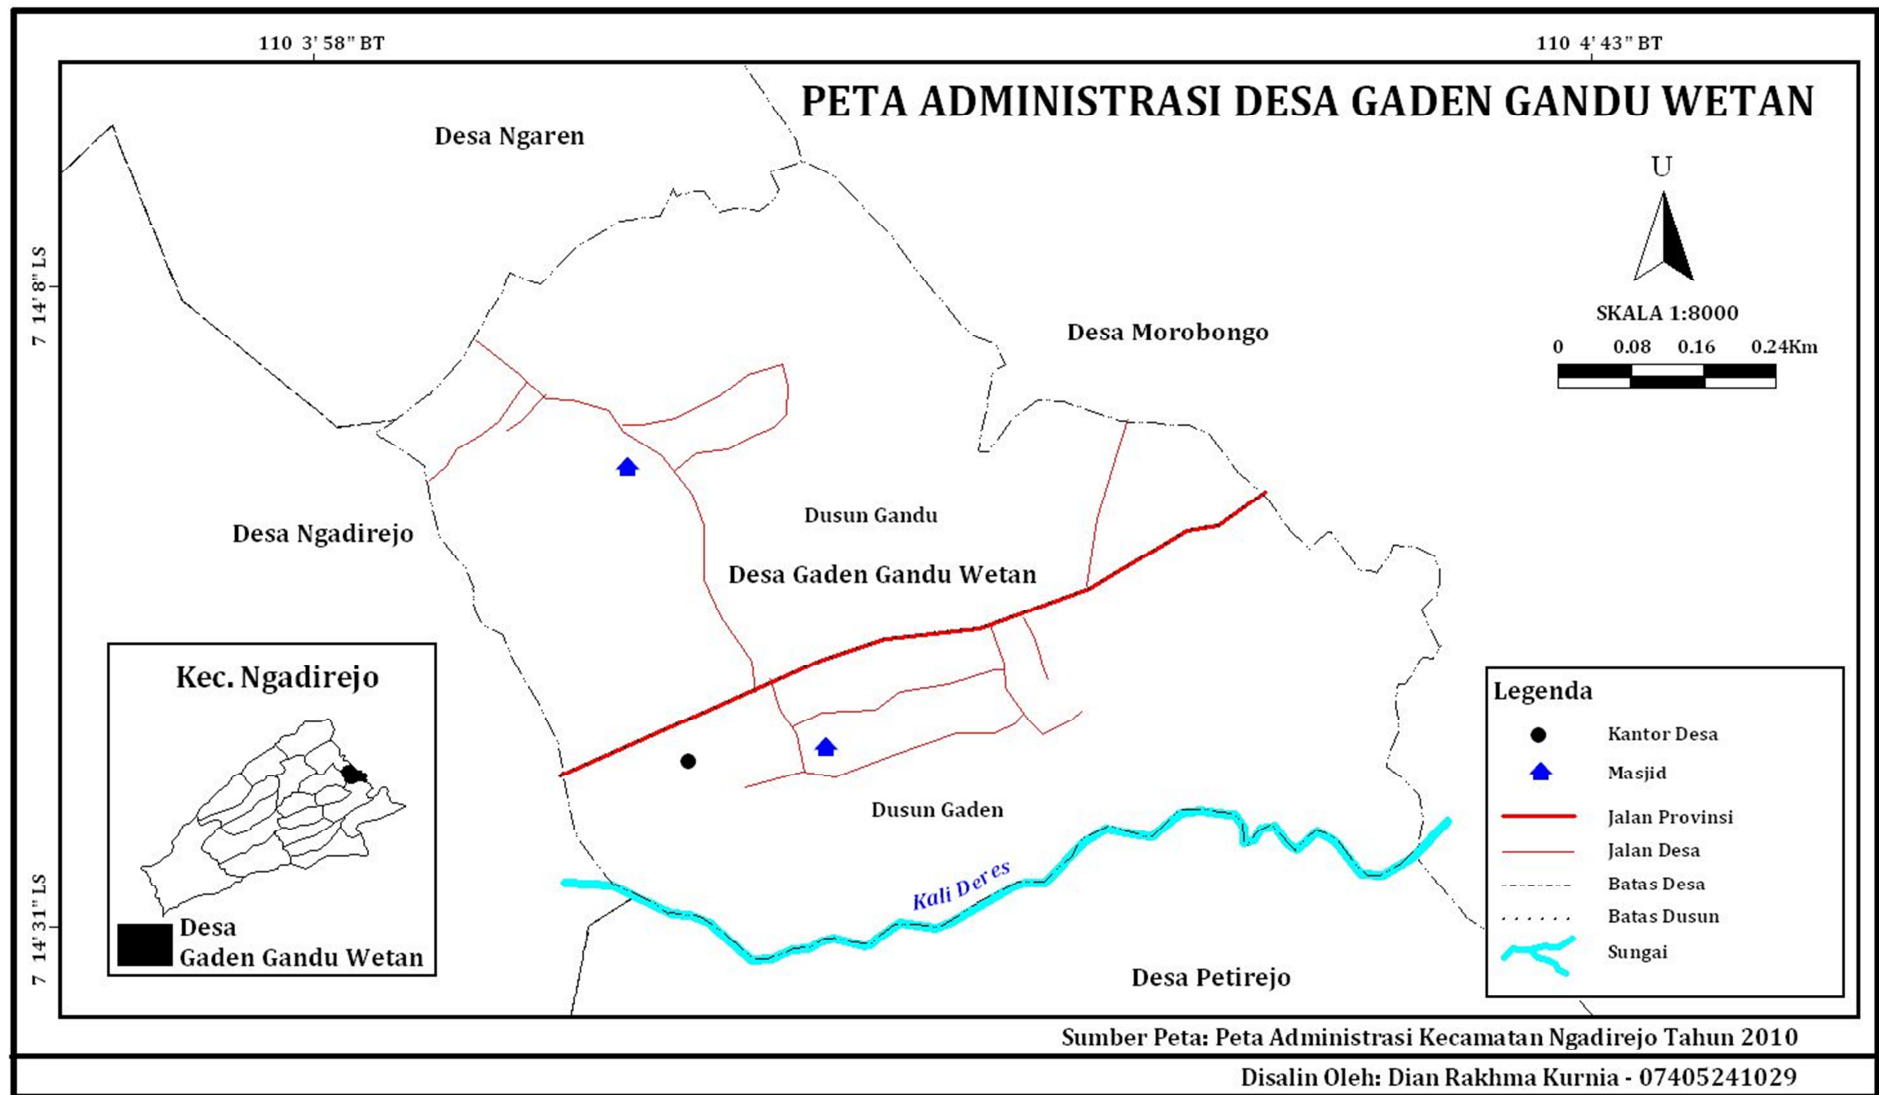 110 3'58" BT
110 4'43" BT
PETA ADMINISTRASI DESA GADEN GANDU WETAN
Desa Ngaren
U
7 14'8" LS
SKALA 1:8000
0 0.08 0.16 0.24Km
Desa Morobongo
Dusun Gandu
Desa Ngadirejo
Desa Gaden Gandu Wetan
Kec. Ngadirejo
Desa
Gaden Gandu Wetan
Dusun Gaden
Kali Deres
7 14'31" LS
Desa Petirejo
Legenda
Kantor Desa
Masjid
Jalan Provinsi
Jalan Desa
Batas Desa
Batas Dusun
Sungai
Sumber Peta: Peta Administrasi Kecamatan Ngadirejo Tahun 2010
Disalin Oleh: Dian Rakhma Kurnia - 07405241029